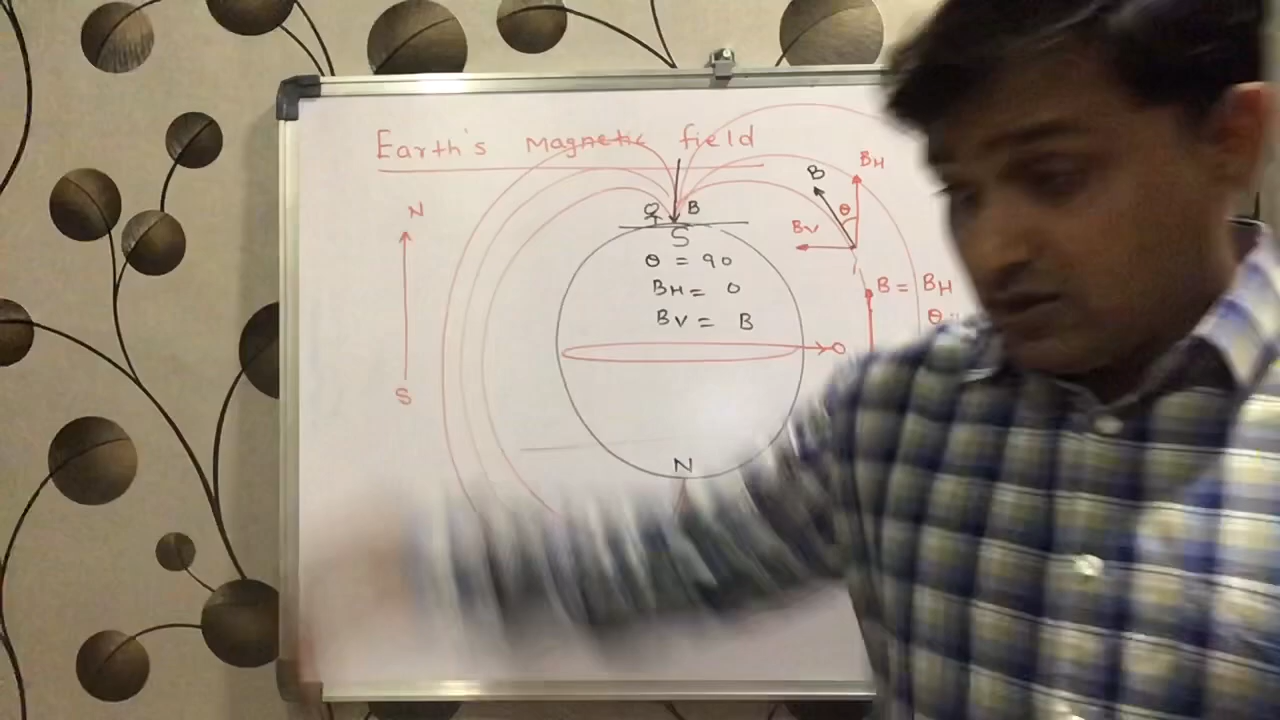 Earth's Magnetic field
N
S
B
S
θ = 90
BH = 0
BV = B
N
B
BH
θ
BV
B = BH
θ